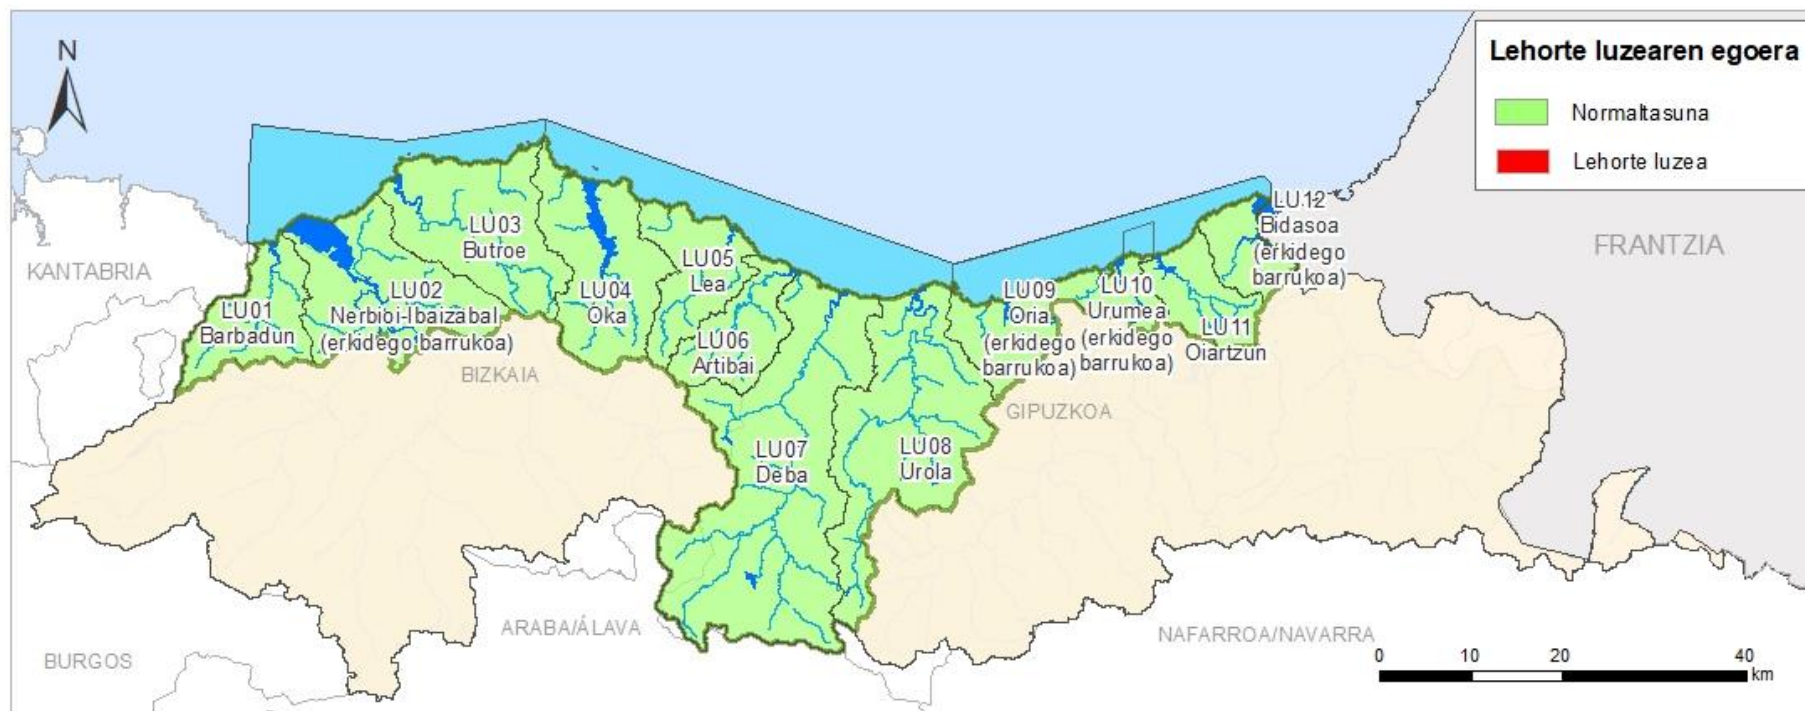 N
Lehorte luzearen egoera
Normaltasuna
Lehorte luzea
KANTABRIA
FRANTZIA
BIZKAIA
GIPUZKOA
ARABA/ÁLAVA
BURGOS
NAFARROA/NAVARRA
LU01
Barbadun
LU02
Nerbioi-Ibaizabal
(erkidego barrukoa)
LU03
Butroe
LU04
Oka
LU05
Lea
LU06
Artibai
LU07
Deba
LU08
Urola
LU09
Oria
(erkidego
barrukoa)
LU10
Urumea
(erkidego
barrukoa)
LU11
Oiartzun
LU12
Bidasoa
(erkidego
barrukoa)
0 10 20 40
km